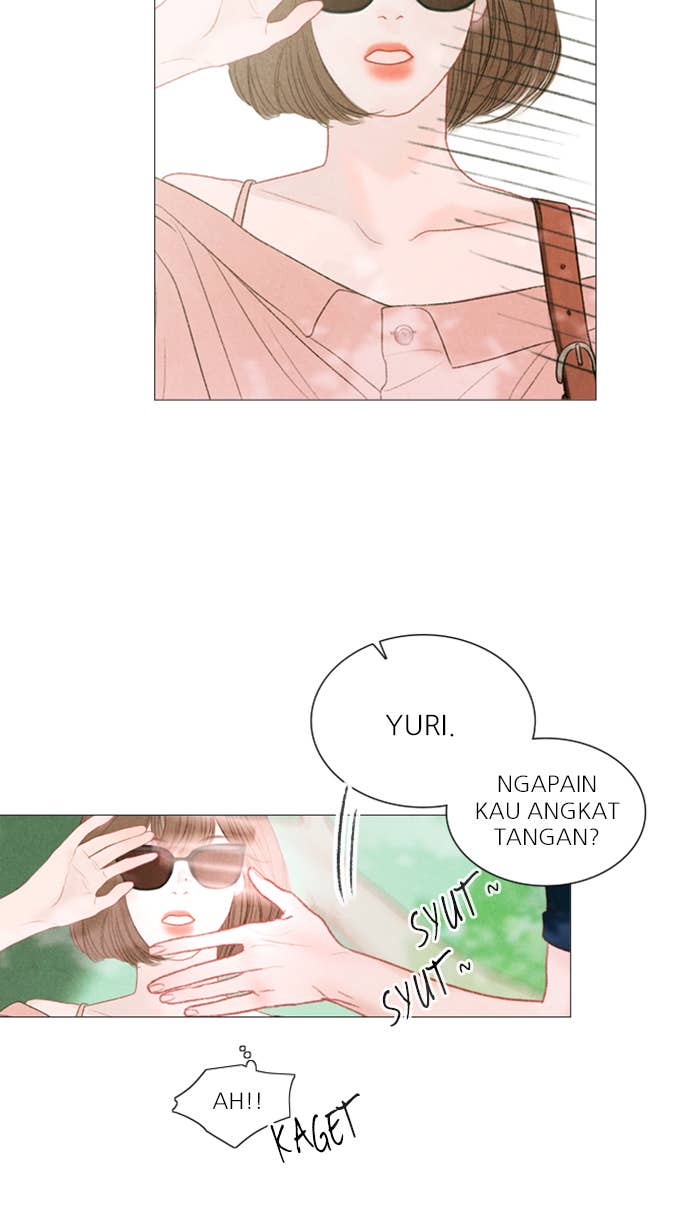 YURI.
NGAPAIN
KAU ANGKAT
TANGAN?
SYUT~
SYUT~
AH!!
KAGET